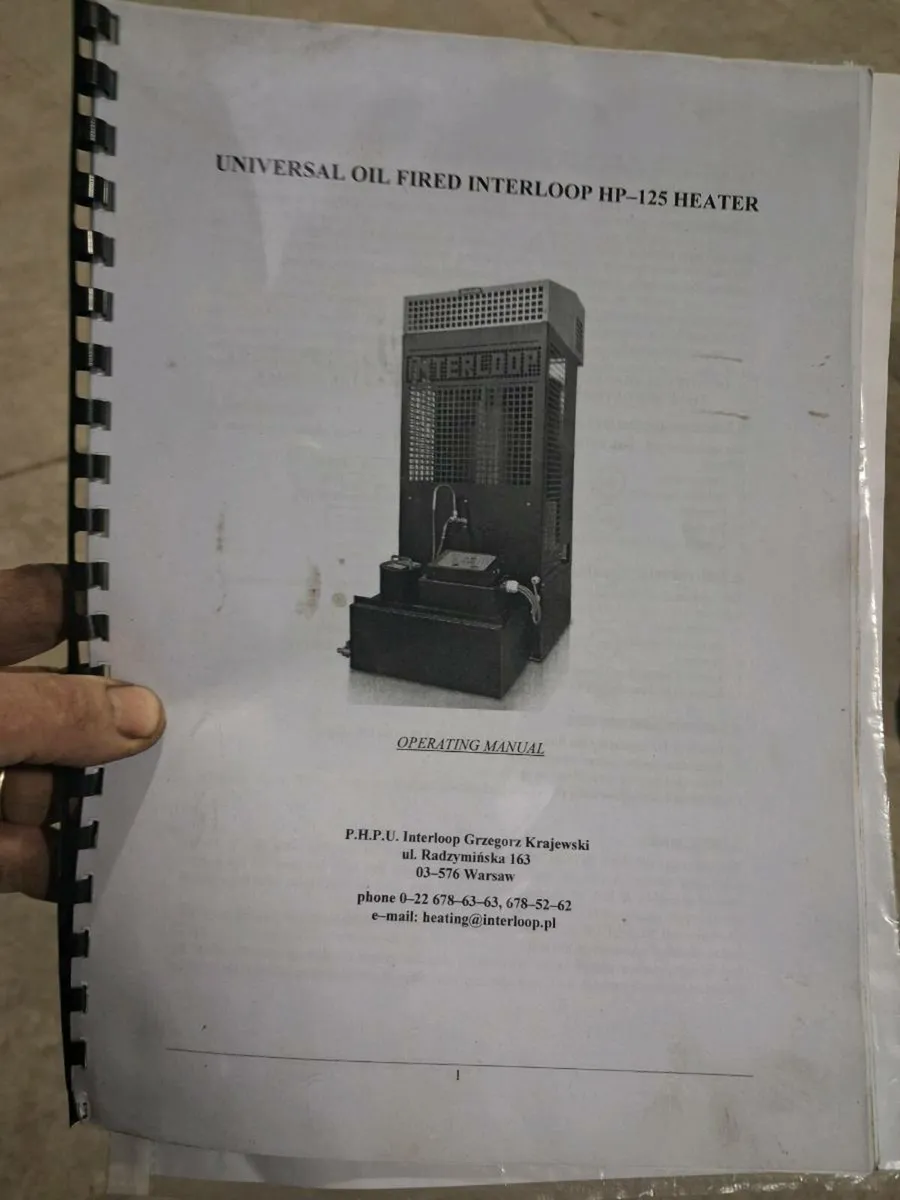 UNIVERSAL OIL FIRED INTERLOOP HP–125 HEATER
INTERLOOP
OPERATING MANUAL
P.H.P.U. Interloop Grzegorz Krajewski
ul. Radzymińska 163
03–576 Warsaw
phone 0–22 678–63–63, 678–52–62
e–mail: heating@interloop.pl
1